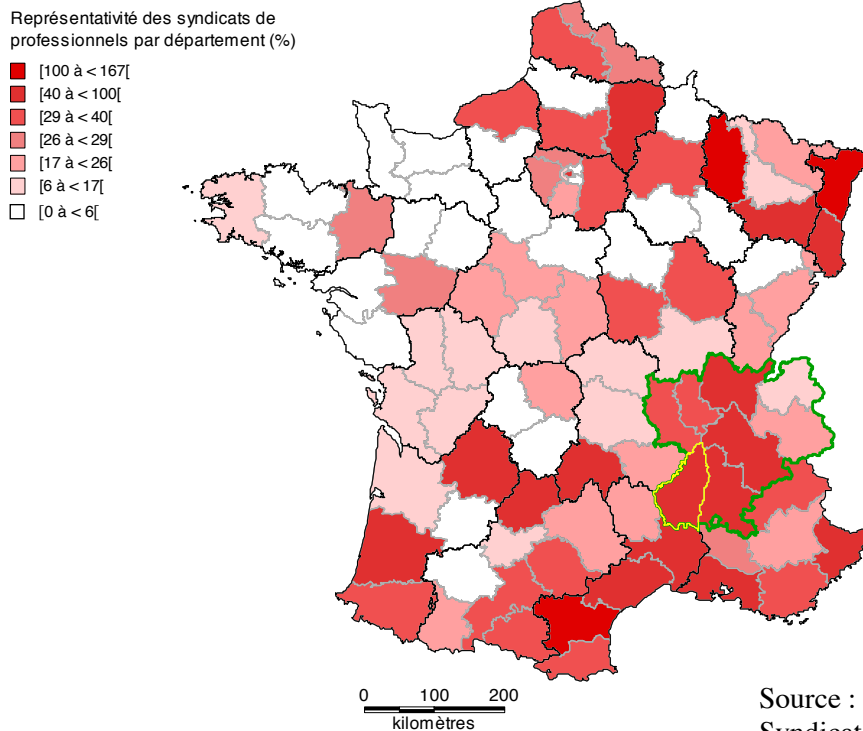 Représentativité des syndicats de
professionnels par département (%)
[100 à < 167[
[40 à < 100[
[29 à < 40[
[26 à < 29[
[17 à < 26[
[6 à < 17[
[0 à < 6[
0 100 200
kilomètres
Source :
Syndicat